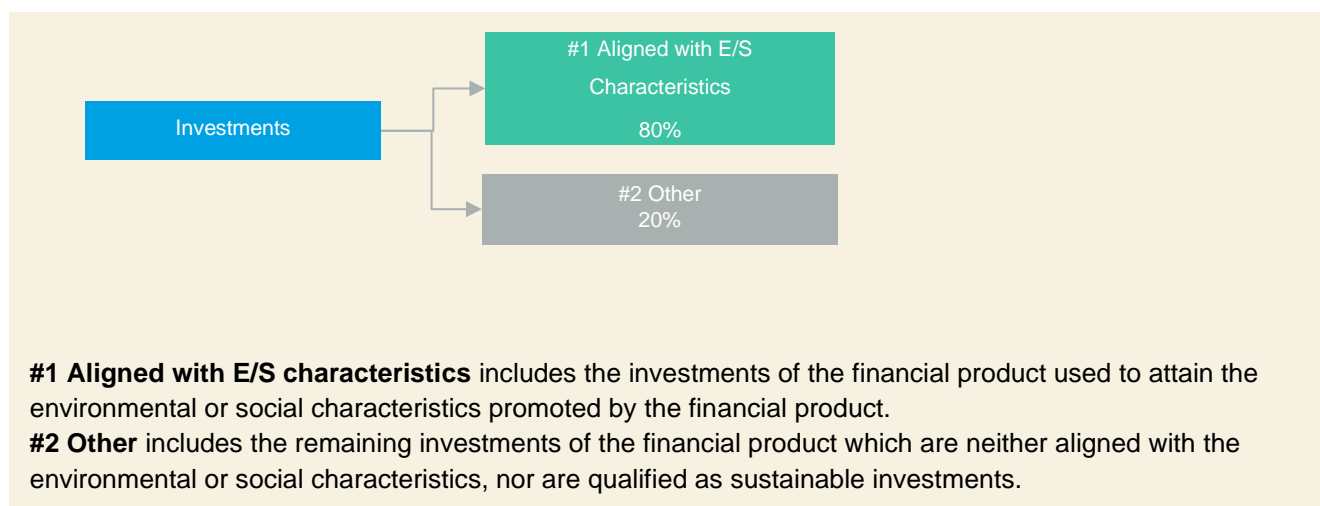 #1 Aligned with E/S
Characteristics
80%
Investments
#2 Other
20%
#1 Aligned with E/S characteristics includes the investments of the financial product used to attain the
environmental or social characteristics promoted by the financial product.
#2 Other includes the remaining investments of the financial product which are neither aligned with the
environmental or social characteristics, nor are qualified as sustainable investments.